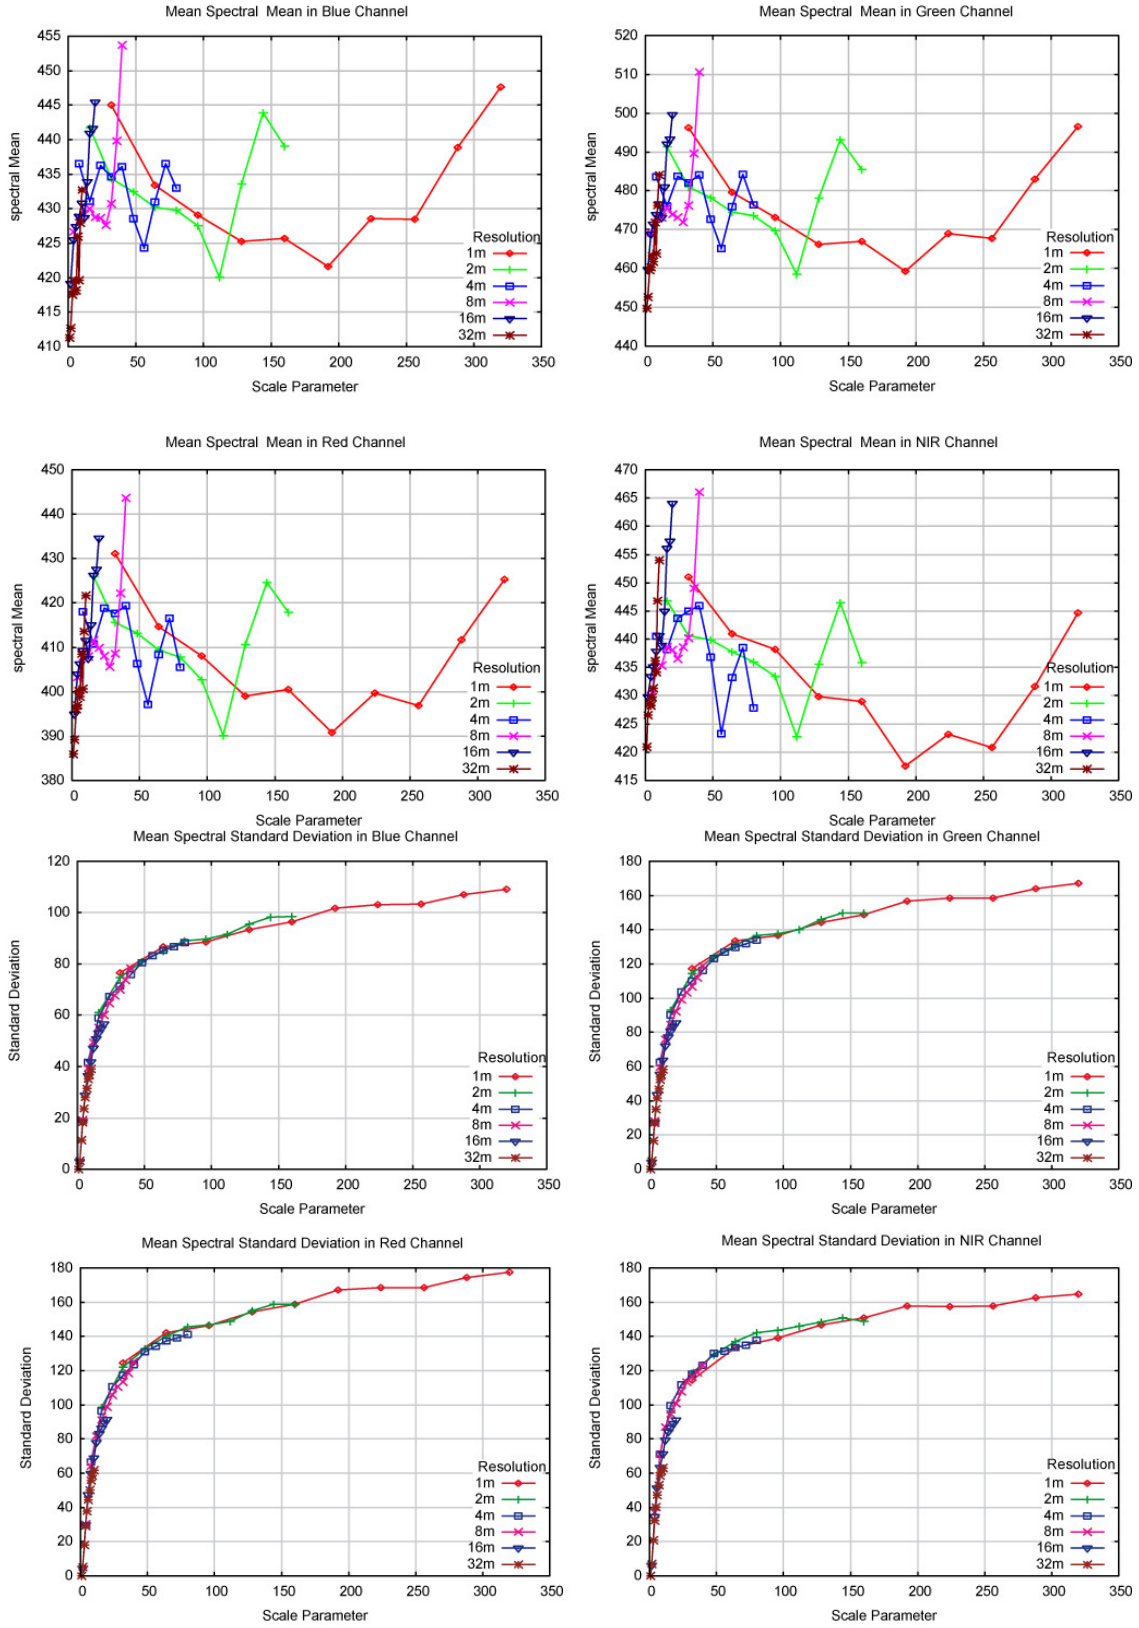 Mean Spectral  Mean in Blue Channel
455
450
445
440
435
430
425
420
415
410
spectral Mean
0 50 100 150 200 250 300 350
Scale Parameter
Resolution
1m
2m
4m
8m
16m
32m
Mean Spectral  Mean in Green Channel
520
510
500
490
480
470
460
450
440
spectral Mean
0 50 100 150 200 250 300 350
Scale Parameter
Resolution
1m
2m
4m
8m
16m
32m
Mean Spectral  Mean in Red Channel
450
440
430
420
410
400
390
380
spectral Mean
0 50 100 150 200 250 300 350
Scale Parameter
Resolution
1m
2m
4m
8m
16m
32m
Mean Spectral  Mean in NIR Channel
470
465
460
455
450
445
440
435
430
425
420
415
spectral Mean
0 50 100 150 200 250 300 350
Scale Parameter
Resolution
1m
2m
4m
8m
16m
32m
Mean Spectral Standard Deviation in Blue Channel
120
100
80
60
40
20
0
Standard Deviation
0 50 100 150 200 250 300 350
Scale Parameter
Resolution
1m
2m
4m
8m
16m
32m
Mean Spectral Standard Deviation in Green Channel
180
160
140
120
100
80
60
40
20
0
Standard Deviation
0 50 100 150 200 250 300 350
Scale Parameter
Resolution
1m
2m
4m
8m
16m
32m
Mean Spectral Standard Deviation in Red Channel
180
160
140
120
100
80
60
40
20
0
Standard Deviation
0 50 100 150 200 250 300 350
Scale Parameter
Resolution
1m
2m
4m
8m
16m
32m
Mean Spectral Standard Deviation in NIR Channel
180
160
140
120
100
80
60
40
20
0
Standard Deviation
0 50 100 150 200 250 300 350
Scale Parameter
Resolution
1m
2m
4m
8m
16m
32m